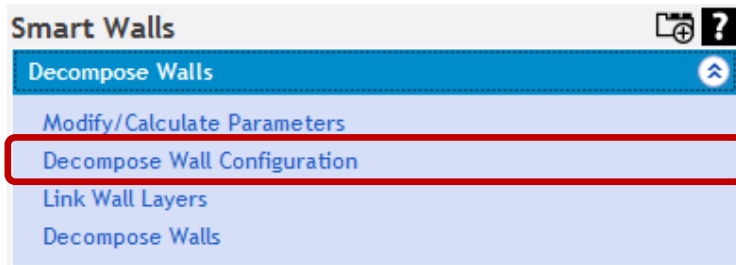 Smart Walls ?
Decompose Walls
Modify/Calculate Parameters
Decompose Wall Configuration
Link Wall Layers
Decompose Walls